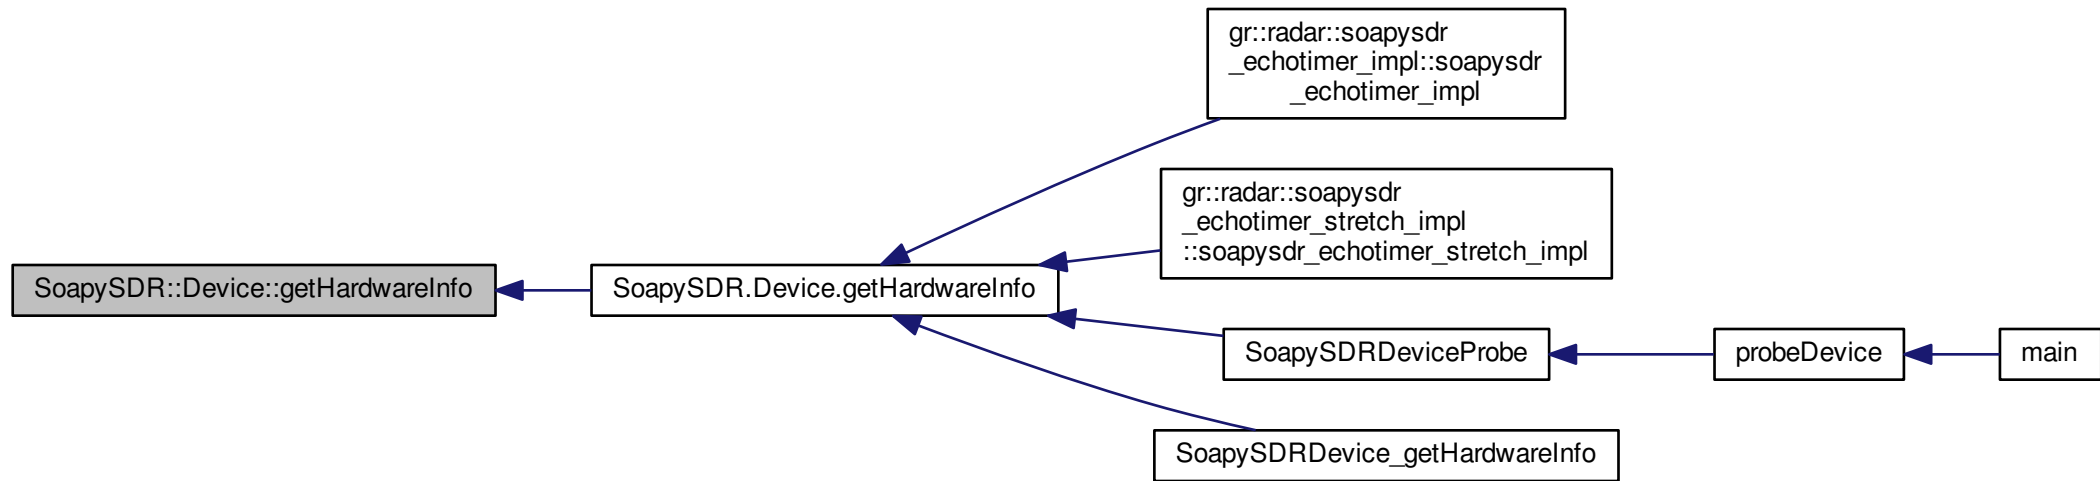 gr::radar::soapysdr
_echotimer_impl::soapysdr
_echotimer_impl
gr::radar::soapysdr
_echotimer_stretch_impl
::soapysdr_echotimer_stretch_impl
SoapySDR::Device::getHardwareInfo
SoapySDR.Device.getHardwareInfo
SoapySDRDeviceProbe
probeDevice
main
SoapySDRDevice_getHardwareInfo